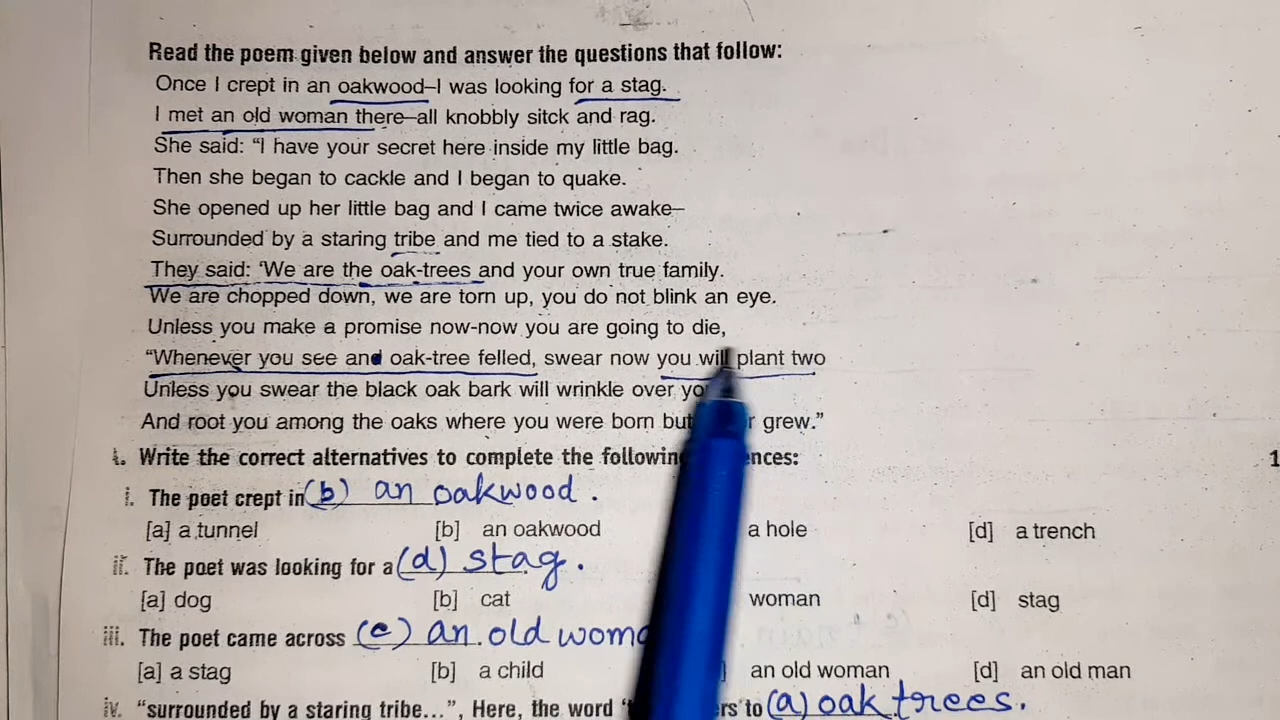 Read the poem given below and answer the questions that follow:
Once I crept in an oakwood–I was looking for a stag.
I met an old woman there–all knobbly sitck and rag.
She said: “I have your secret here inside my little bag.
Then she began to cackle and I began to quake.
She opened up her little bag and I came twice awake–
Surrounded by a staring tribe and me tied to a stake.
They said: ‘We are the oak-trees and your own true family.
We are chopped down, we are torn up, you do not blink an eye.
Unless you make a promise now-now you are going to die,
“Whenever you see and oak-tree felled, swear now you will plant two
Unless you swear the black oak bark will wrinkle over
And root you among the oaks where you were born but grew.”
Write the correct alternatives to complete the following 1
i. The poet crept in (b) an oakwood.
[a] a tunnel [b] an oakwood a hole [d] a trench
ii. The poet was looking for a (d) stag.
[a] dog [b] cat woman [d] stag
iii. The poet came across (c) an old
[a] a stag [b] a child an old woman [d] an old man
iv. “surrounded by a staring tribe...”, Here, the word to (a) oak trees.